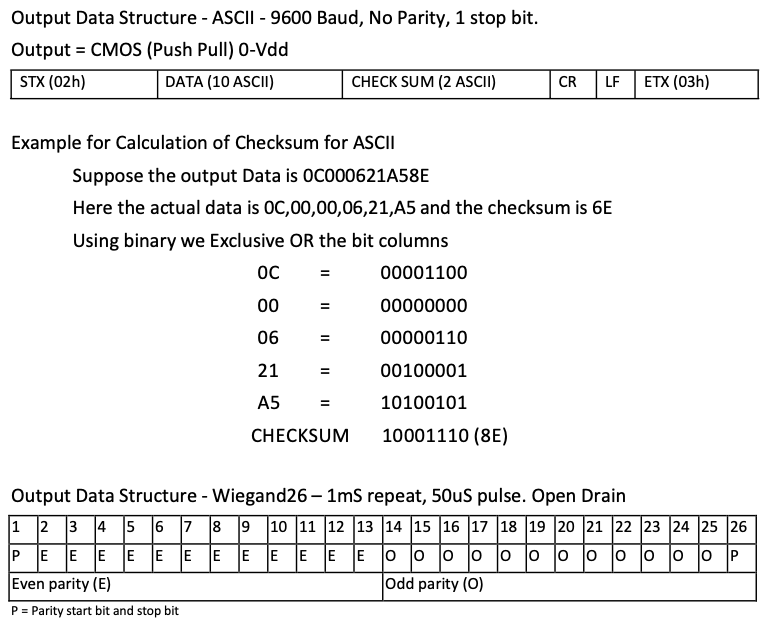 Output Data Structure - ASCII - 9600 Baud, No Parity, 1 stop bit.
Output = CMOS (Push Pull) 0-Vdd
STX (02h) DATA (10 ASCII) CHECK SUM (2 ASCII) CR LF ETX (03h)
Example for Calculation of Checksum for ASCII
Suppose the output Data is 0C000621A58E
Here the actual data is 0C,00,00,06,21,A5 and the checksum is 6E
Using binary we Exclusive OR the bit columns
0C = 00001100
00 = 00000000
06 = 00000110
21 = 00100001
A5 = 10100101
CHECKSUM 10001110 (8E)
Output Data Structure - Wiegand26 – 1mS repeat, 50uS pulse. Open Drain
1 2 3 4 5 6 7 8 9 10 11 12 13 14 15 16 17 18 19 20 21 22 23 24 25 26
P E E E E E E E E E E E E O O O O O O O O O O O O P
Even parity (E) Odd parity (O)
P = Parity start bit and stop bit